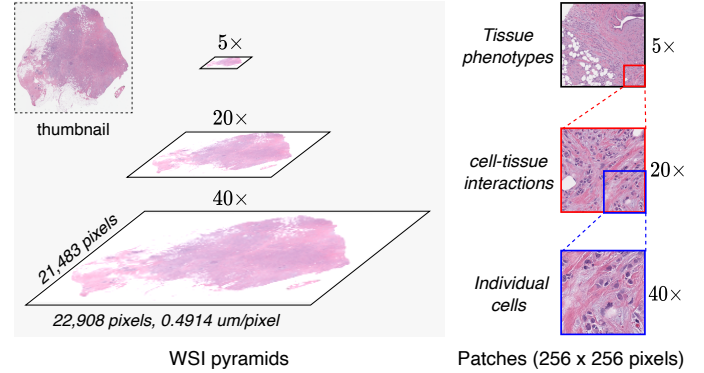 thumbnail
5×
20×
40×
21,483 pixels
22,908 pixels, 0.4914 um/pixel
WSI pyramids
Tissue
phenotypes
5×
cell-tissue
interactions
20×
Individual
cells
40×
Patches (256 x 256 pixels)